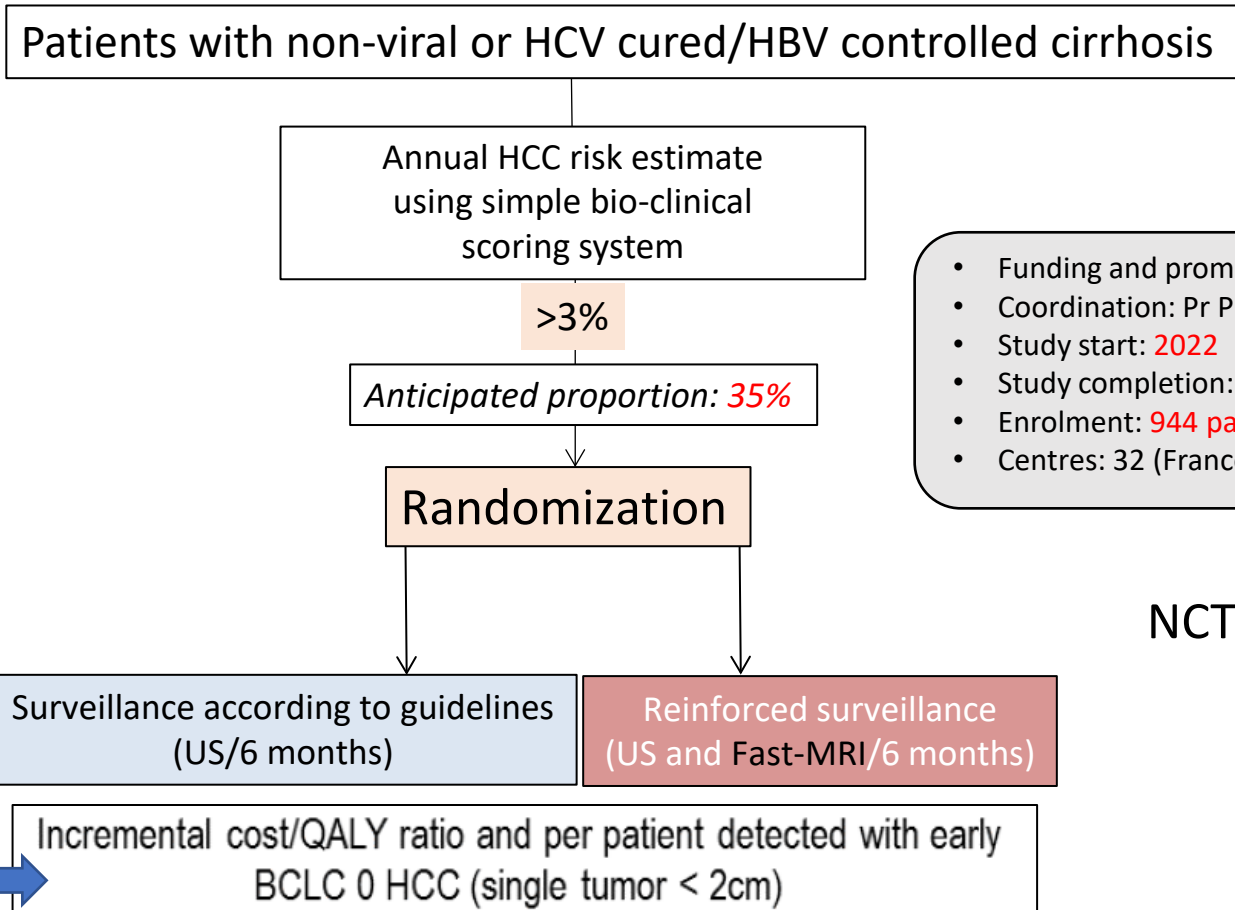 Patients with non-viral or HCV cured/HBV controlled cirrhosis
Annual HCC risk estimate
using simple bio-clinical
scoring system
>3%
Anticipated proportion: 35%
Randomization
• Funding and prom
• Coordination: Pr P
• Study start: 2022
• Study completion:
• Enrolment: 944 pa
• Centres: 32 (Franc
NCT
Surveillance according to guidelines
(US/6 months)
Reinforced surveillance
(US and Fast-MRI/6 months)
Incremental cost/QALY ratio and per patient detected with early
BCLC 0 HCC (single tumor < 2cm)